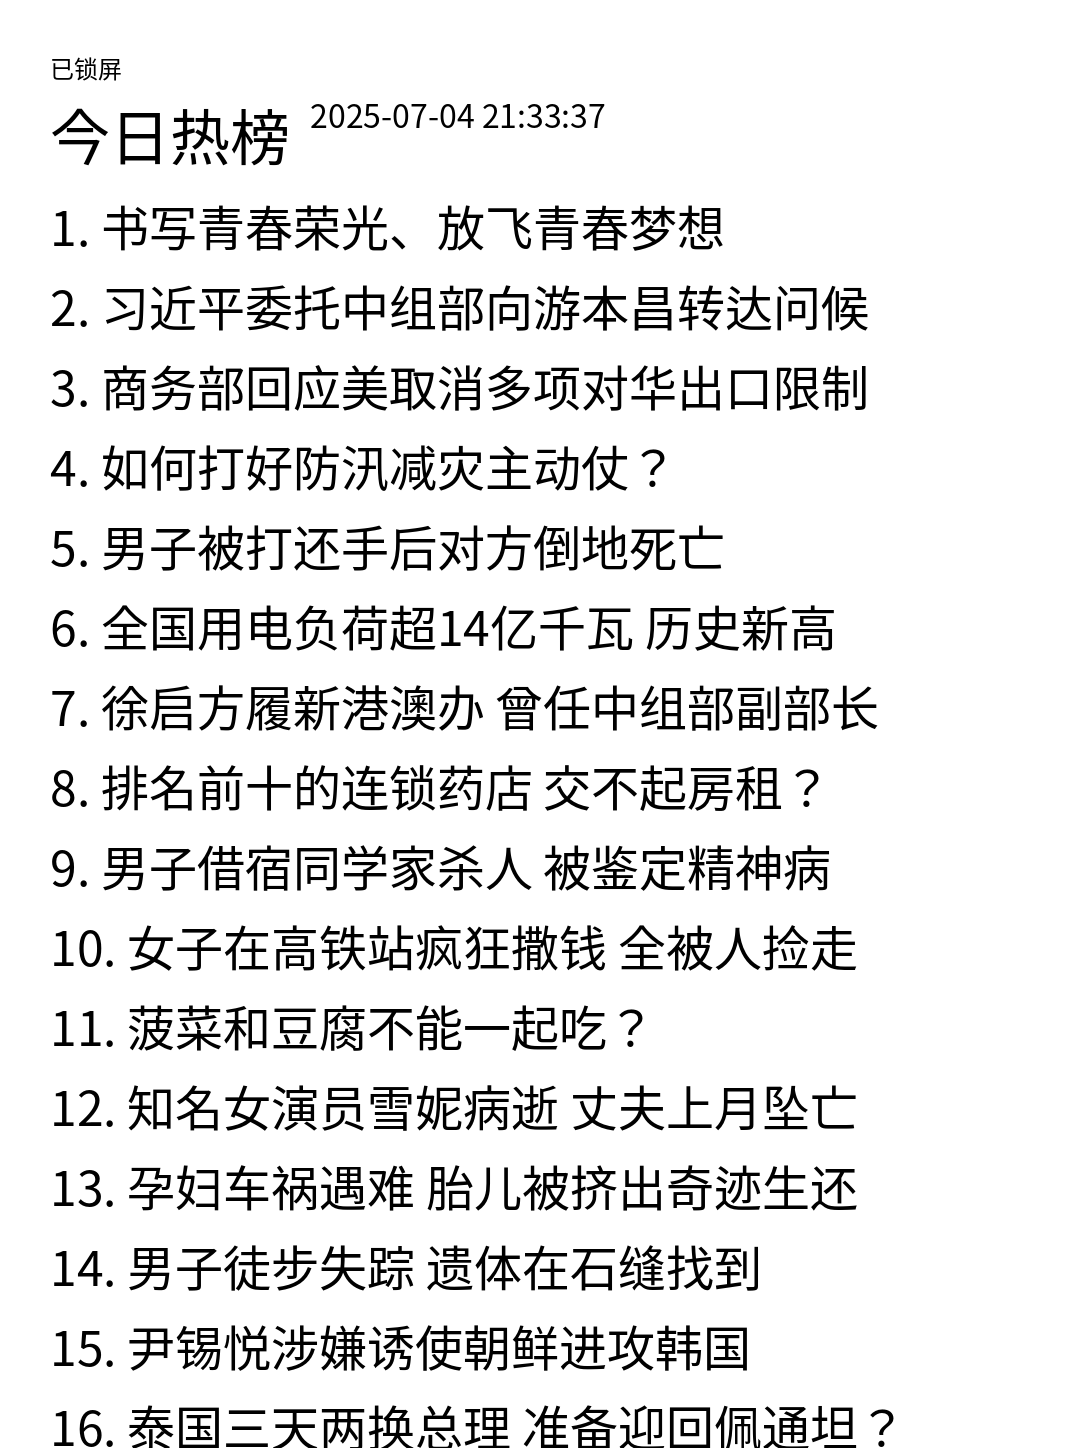 已锁屏
今日热榜 2025-07-04 21:33:37
1. 书写青春荣光、放飞青春梦想
2. 习近平委托中组部向游本昌转达问候
3. 商务部回应美取消多项对华出口限制
4. 如何打好防汛减灾主动仗？
5. 男子被打还手后对方倒地死亡
6. 全国用电负荷超14亿千瓦 历史新高
7. 徐启方履新港澳办 曾任中组部副部长
8. 排名前十的连锁药店 交不起房租？
9. 男子借宿同学家杀人 被鉴定精神病
10. 女子在高铁站疯狂撒钱 全被人捡走
11. 菠菜和豆腐不能一起吃？
12. 知名女演员雪妮病逝 丈夫上月坠亡
13. 孕妇车祸遇难 胎儿被挤出奇迹生还
14. 男子徒步失踪 遗体在石缝找到
15. 尹锡悦涉嫌诱使朝鲜进攻韩国
16. 泰国三天两换总理 准备迎回佩通坦？